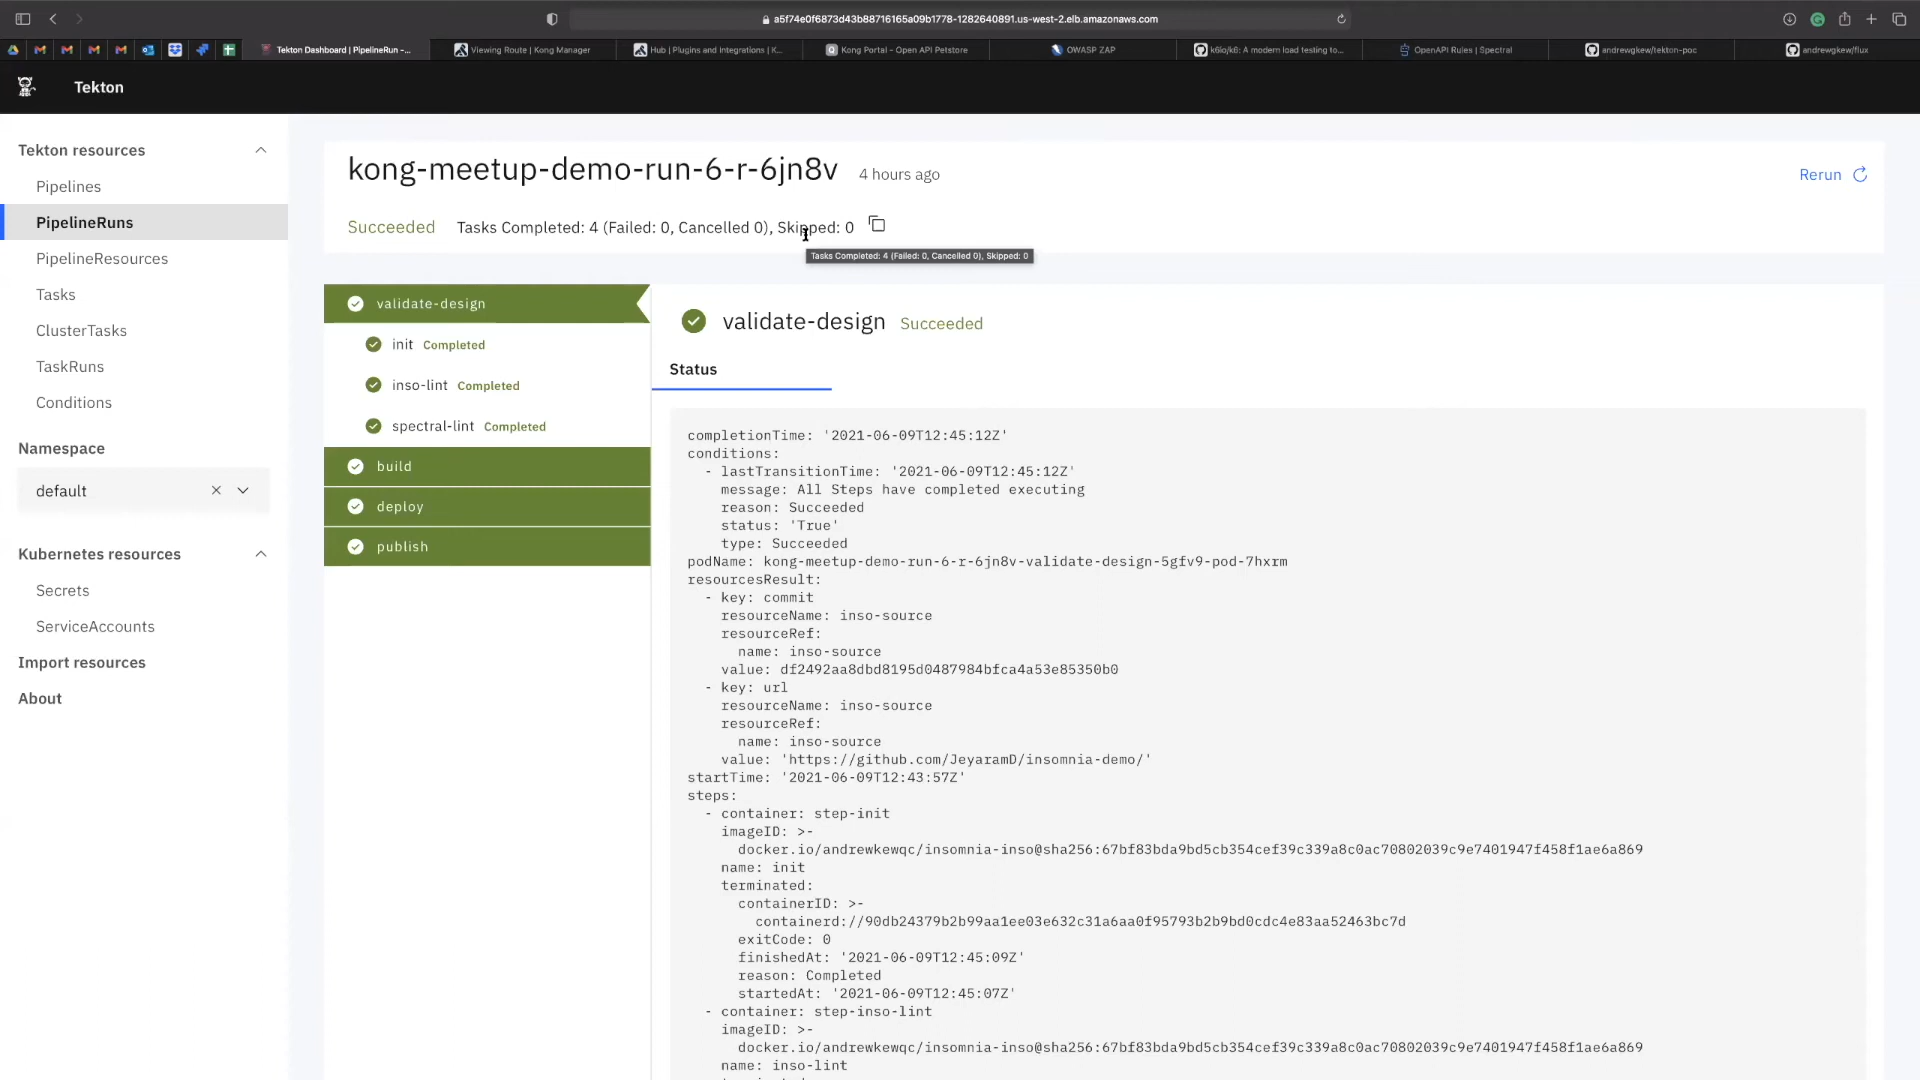 a5f74e0f6873d43b88716165a09b1778-1282640891.us-west-2.elb.amazonaws.com
Tekton Dashboard | PipelineRun -...
Viewing Route | Kong Manager
Hub | Plugins and Integrations | K...
Kong Portal - Open API Petstore
OWASP ZAP
k6io/k6: A modern load testing to...
OpenAPI Rules | Spectral
andrewgkew/tekton-poc
andrewgkew/flux
Tekton
Tekton resources
Pipelines
PipelineRuns
PipelineResources
Tasks
ClusterTasks
TaskRuns
Conditions
Namespace
default
Kubernetes resources
Secrets
ServiceAccounts
Import resources
About
kong-meetup-demo-run-6-r-6jn8v 4 hours ago
Rerun
Succeeded Tasks Completed: 4 (Failed: 0, Cancelled 0), Skipped: 0
Tasks Completed: 4 (Failed: 0, Cancelled 0), Skipped: 0
validate-design
init Completed
inso-lint Completed
spectral-lint Completed
build
deploy
publish
validate-design Succeeded
Status
completionTime: '2021-06-09T12:45:12Z'
conditions:
- lastTransitionTime: '2021-06-09T12:45:12Z'
message: All Steps have completed executing
reason: Succeeded
status: 'True'
type: Succeeded
podName: kong-meetup-demo-run-6-r-6jn8v-validate-design-5gfv9-pod-7hxrm
resourcesResult:
- key: commit
resourceName: inso-source
resourceRef:
name: inso-source
value: df2492aa8dbd8195d0487984bfca4a53e85350b0
- key: url
resourceName: inso-source
resourceRef:
name: inso-source
value: 'https://github.com/JeyaramD/insomnia-demo/'
startTime: '2021-06-09T12:43:57Z'
steps:
- container: step-init
imageID: >-
docker.io/andrewkewqc/insomnia-inso@sha256:67bf83bda9bd5cb354cef39c339a8c0ac70802039c9e7401947f458f1ae6a869
name: init
terminated:
containerID: >-
containerd://90db24379b2b99aa1ee03e632c31a6aa0f95793b2b9bd0cdc4e83aa52463bc7d
exitCode: 0
finishedAt: '2021-06-09T12:45:09Z'
reason: Completed
startedAt: '2021-06-09T12:45:07Z'
- container: step-inso-lint
imageID: >-
docker.io/andrewkewqc/insomnia-inso@sha256:67bf83bda9bd5cb354cef39c339a8c0ac70802039c9e7401947f458f1ae6a869
name: inso-lint